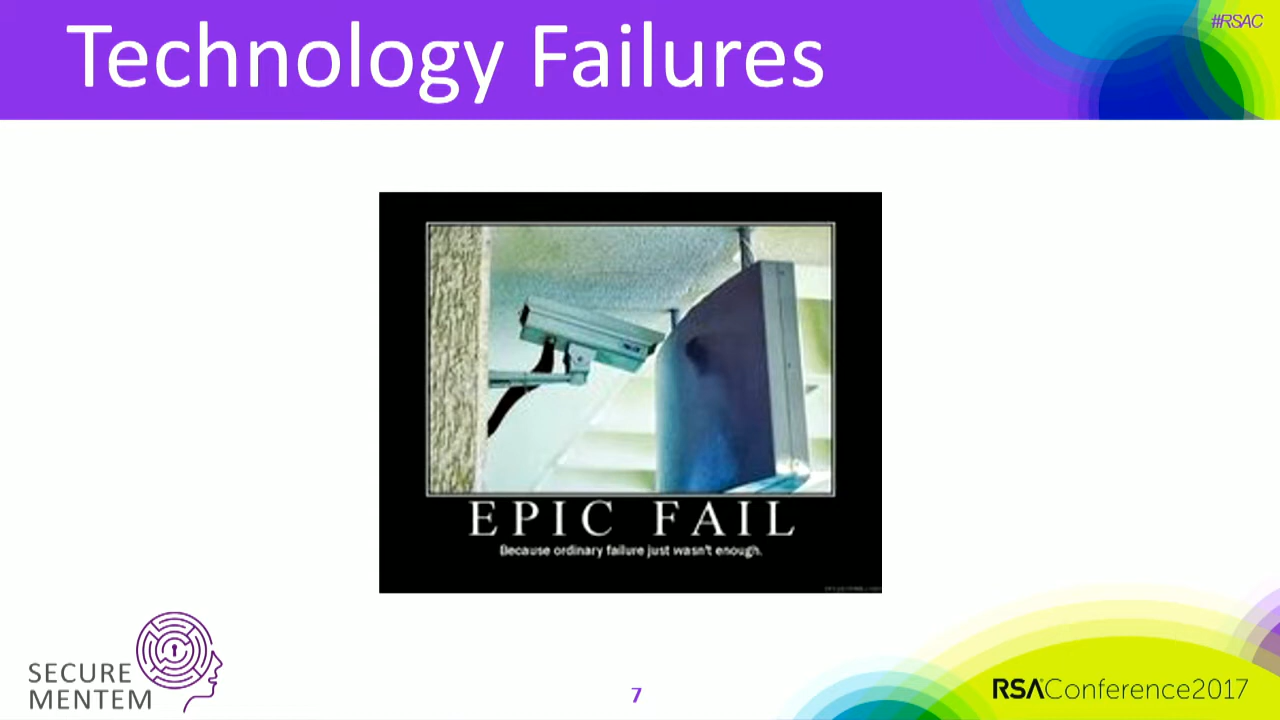 #RSAC
Technology Failures
EPIC FAIL
Because ordinary failure just wasn't enough.
SECURE
MENTEM
7
RSAConference2017